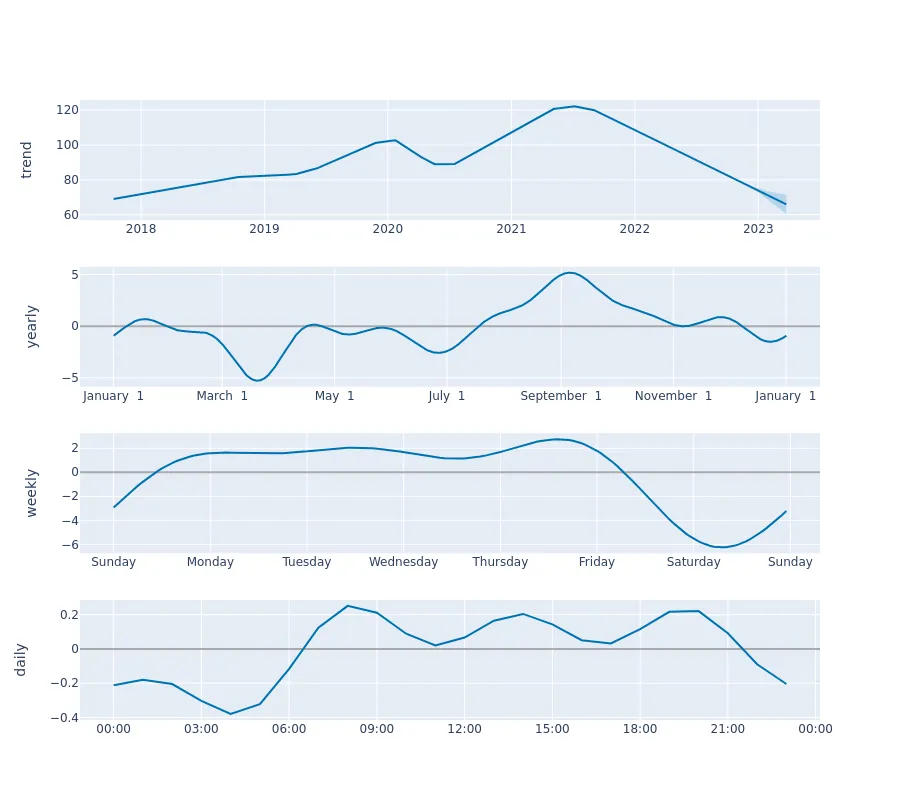 trend
120
100
80
60
2018 2019 2020 2021 2022 2023
yearly
5
0
−5
January 1 March 1 May 1 July 1 September 1 November 1 January 1
weekly
2
0
−2
−4
−6
Sunday Monday Tuesday Wednesday Thursday Friday Saturday Sunday
daily
0.2
0
−0.2
−0.4
00:00 03:00 06:00 09:00 12:00 15:00 18:00 21:00 00:00